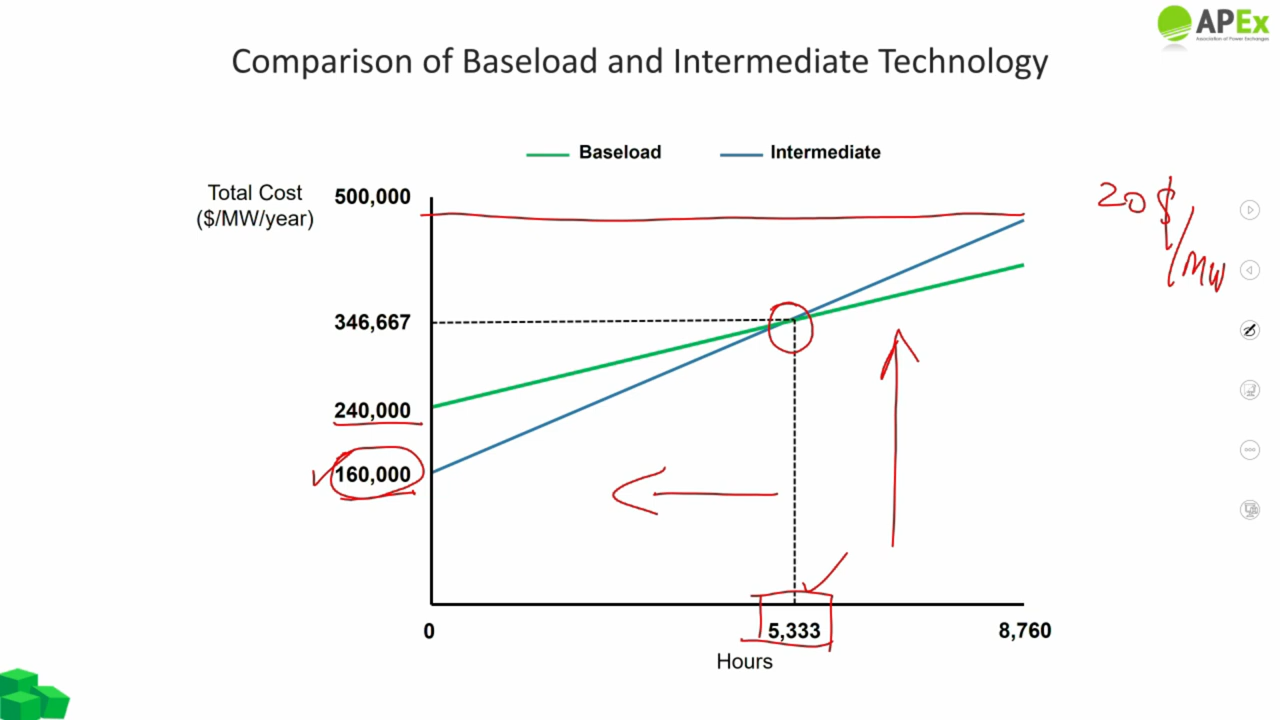 APEx
Association of Power Exchanges
Comparison of Baseload and Intermediate Technology
Baseload
Intermediate
Total Cost
($/MW/year)
500,000
346,667
240,000
160,000
20 $
/MW
0
5,333
8,760
Hours